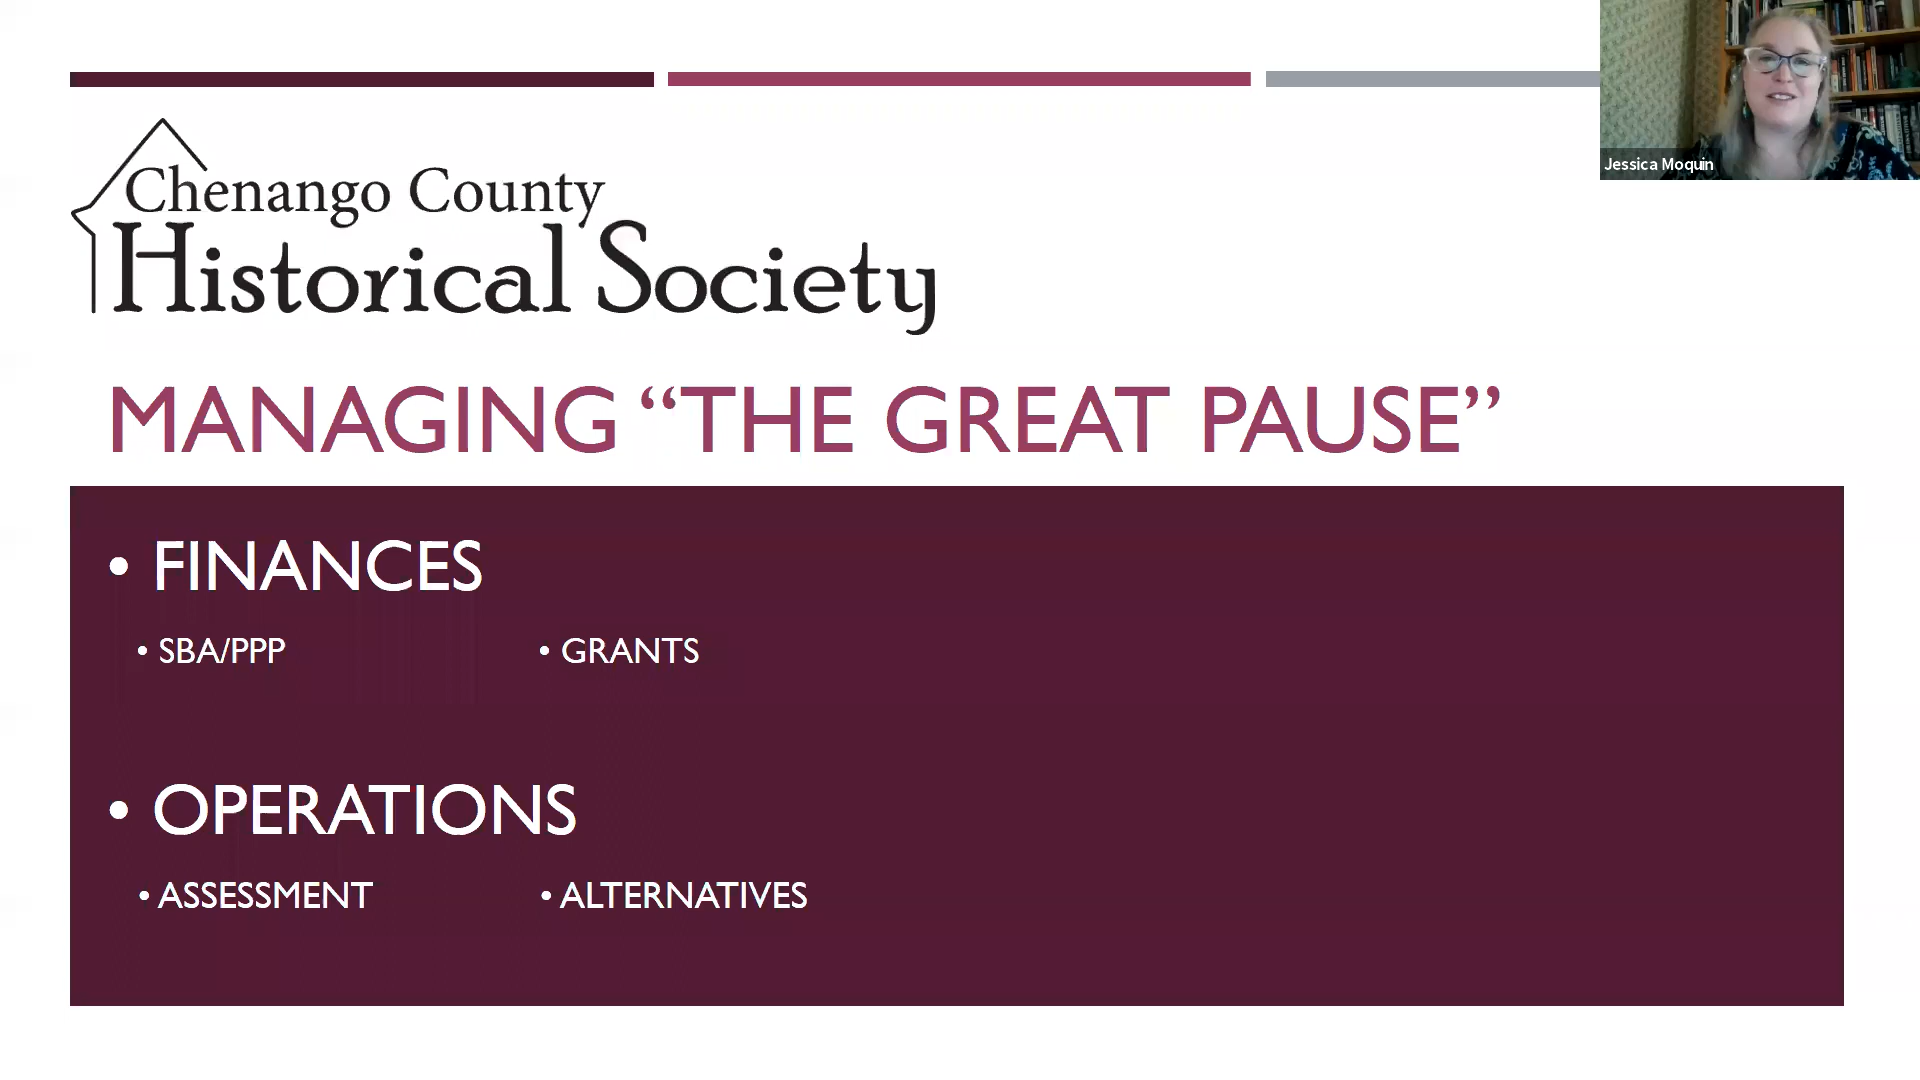 Jessica Moquin
Chenango County
Historical Society
MANAGING “THE GREAT PAUSE”
• FINANCES
• SBA/PPP • GRANTS
• OPERATIONS
• ASSESSMENT • ALTERNATIVES